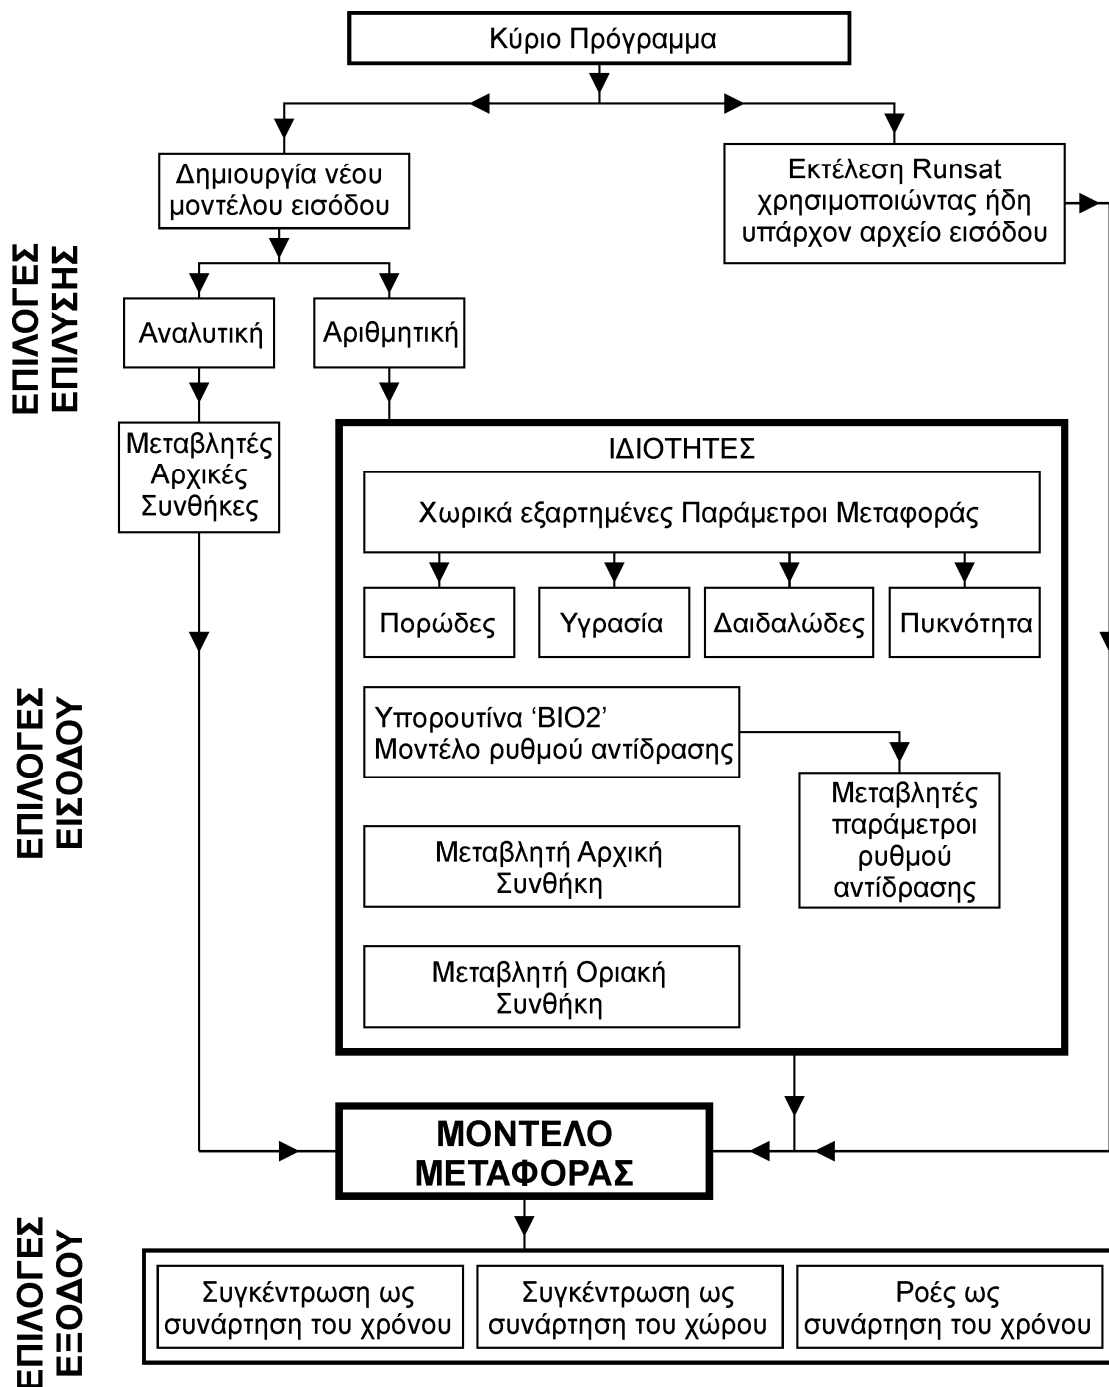 Κύριο Πρόγραμμα
Δημιουργία νέου
μοντέλου εισόδου
Εκτέλεση Runsat
χρησιμοποιώντας ήδη
υπάρχον αρχείο εισόδου
ΕΠΙΛΟΓΕΣ
ΕΠΙΛΥΣΗΣ
Αναλυτική
Αριθμητική
Μεταβλητές
Αρχικές
Συνθήκες
ΙΔΙΟΤΗΤΕΣ
Χωρικά εξαρτημένες Παράμετροι Μεταφοράς
Πορώδες
Υγρασία
Δαιδαλώδες
Πυκνότητα
ΕΠΙΛΟΓΕΣ
ΕΙΣΟΔΟΥ
Υπορουτίνα ‘BIO2’
Μοντέλο ρυθμού αντίδρασης
Μεταβλητές
παράμετροι
ρυθμού
αντίδρασης
Μεταβλητή Αρχική
Συνθήκη
Μεταβλητή Οριακή
Συνθήκη
ΜΟΝΤΕΛΟ
ΜΕΤΑΦΟΡΑΣ
ΕΠΙΛΟΓΕΣ
ΕΞΟΔΟΥ
Συγκέντρωση ως
συνάρτηση του χρόνου
Συγκέντρωση ως
συνάρτηση του χώρου
Ροές ως
συνάρτηση του χρόνου